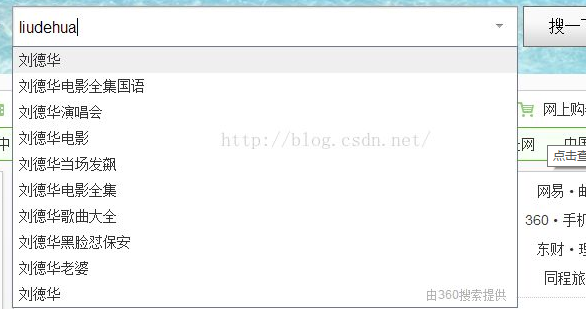 liudehua
搜一下
刘德华
刘德华电影全集国语
刘德华演唱会
刘德华电影
刘德华当场发飙
刘德华电影全集
刘德华歌曲大全
刘德华黑脸怼保安
刘德华老婆
刘德华
由360搜索提供
http://blog.csdn.net/
网上购
中
网
中国
点击查
网易·邮
360·手机
东财·理
同程旅